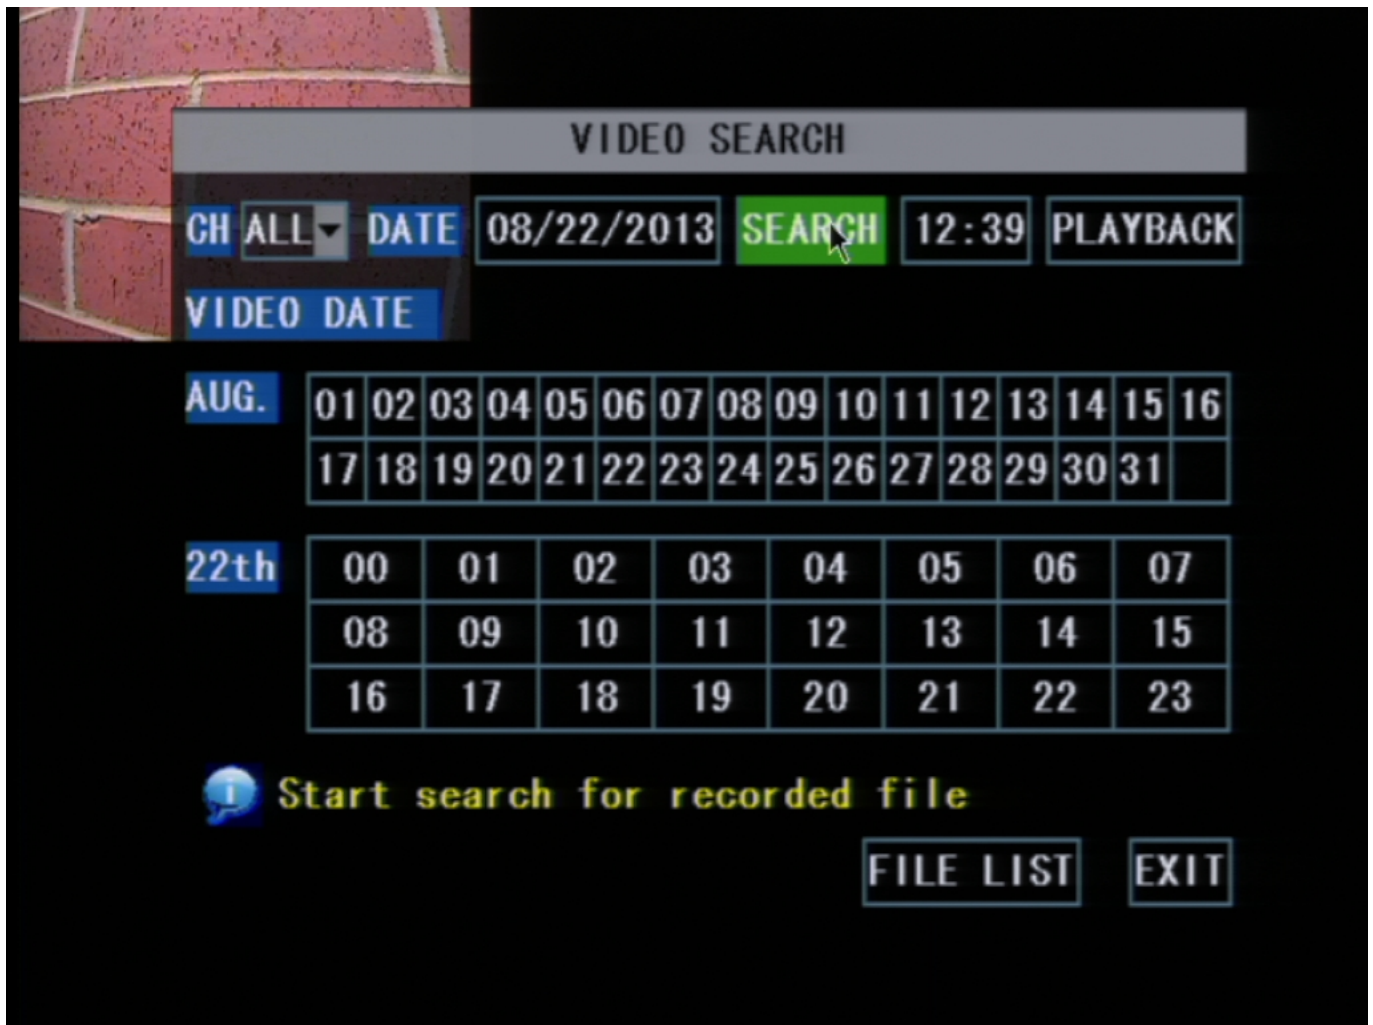 VIDEO SEARCH
CH ALL DATE 08/22/2013 SEARCH 12:39 PLAYBACK
VIDEO DATE
AUG. 01 02 03 04 05 06 07 08 09 10 11 12 13 14 15 16
17 18 19 20 21 22 23 24 25 26 27 28 29 30 31
22th 00 01 02 03 04 05 06 07
08 09 10 11 12 13 14 15
16 17 18 19 20 21 22 23
i Start search for recorded file
FILE LIST EXIT